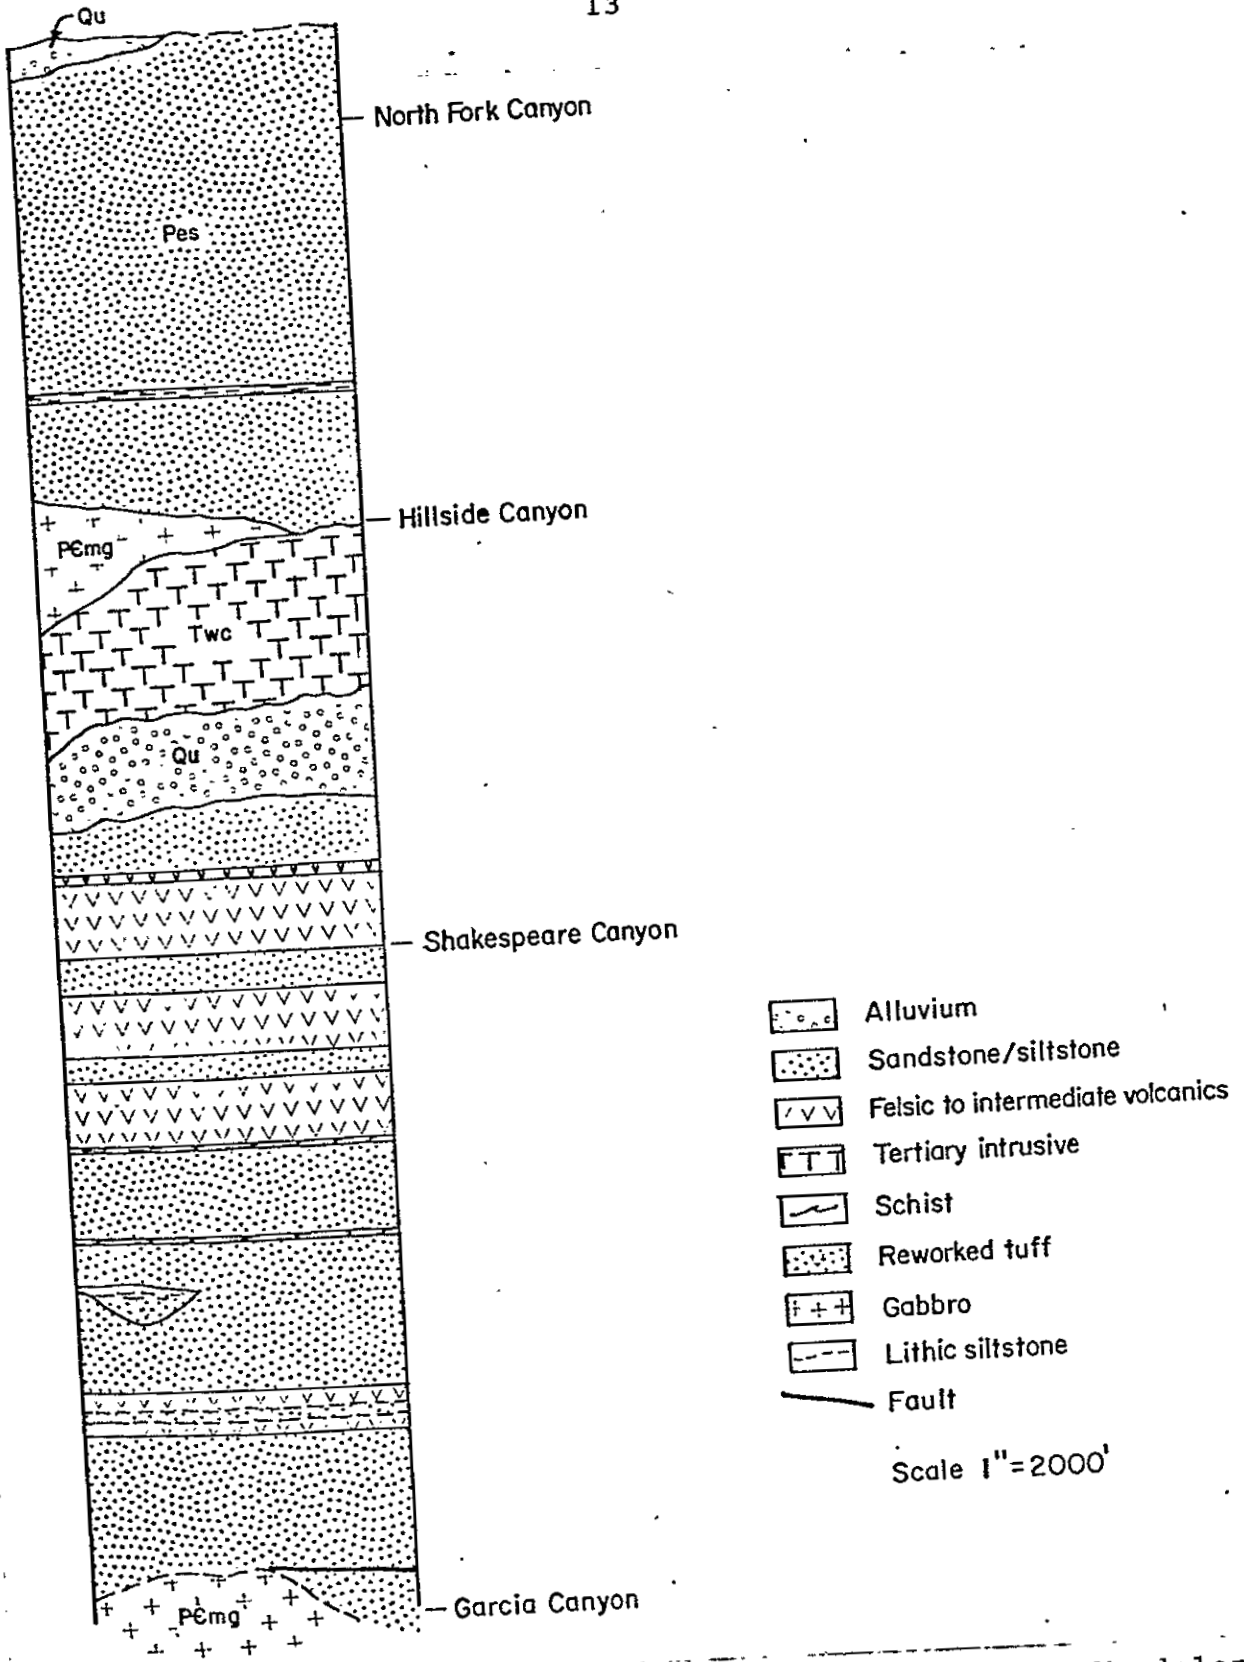 13
Qu
North Fork Canyon
Pes
Hillside Canyon
PЄmg
Twc
Qu
Shakespeare Canyon
Alluvium
Sandstone/siltstone
Felsic to intermediate volcanics
Tertiary intrusive
Schist
Reworked tuff
Gabbro
Lithic siltstone
Fault
Scale 1"=2000'
Garcia Canyon
PЄmg